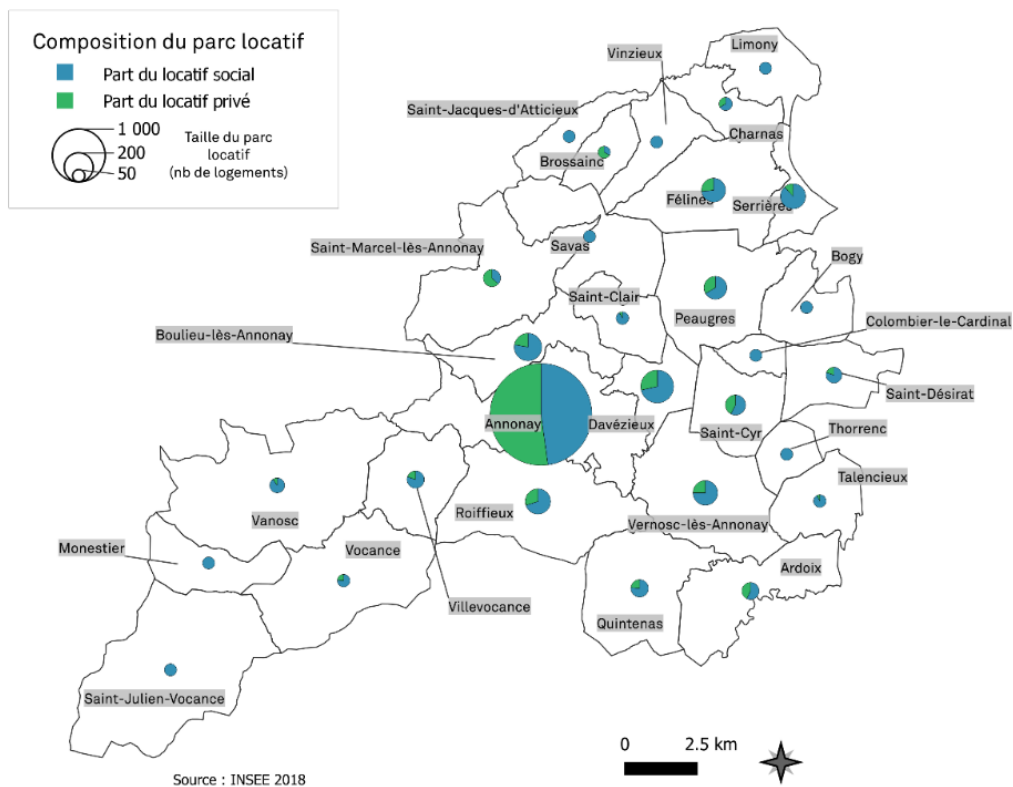 Composition du parc locatif
Part du locatif social
Part du locatif privé
1 000
200
50
Taille du parc
locatif
(nb de logements)
Limony
Vinzieux
Saint-Jacques-d'Atticieux
Charnas
Brossainc
Félines
Serrières
Saint-Marcel-lès-Annonay
Savas
Bogy
Saint-Clair
Peaugres
Colombier-le-Cardinal
Boulieu-lès-Annonay
Saint-Désirat
Annonay
Davézieux
Saint-Cyr
Thorrenc
Talencieux
Roiffieux
Vernosc-lès-Annonay
Vanosc
Monestier
Vocance
Ardoix
Villevocance
Quintenas
Saint-Julien-Vocance
0
2.5 km
Source : INSEE 2018